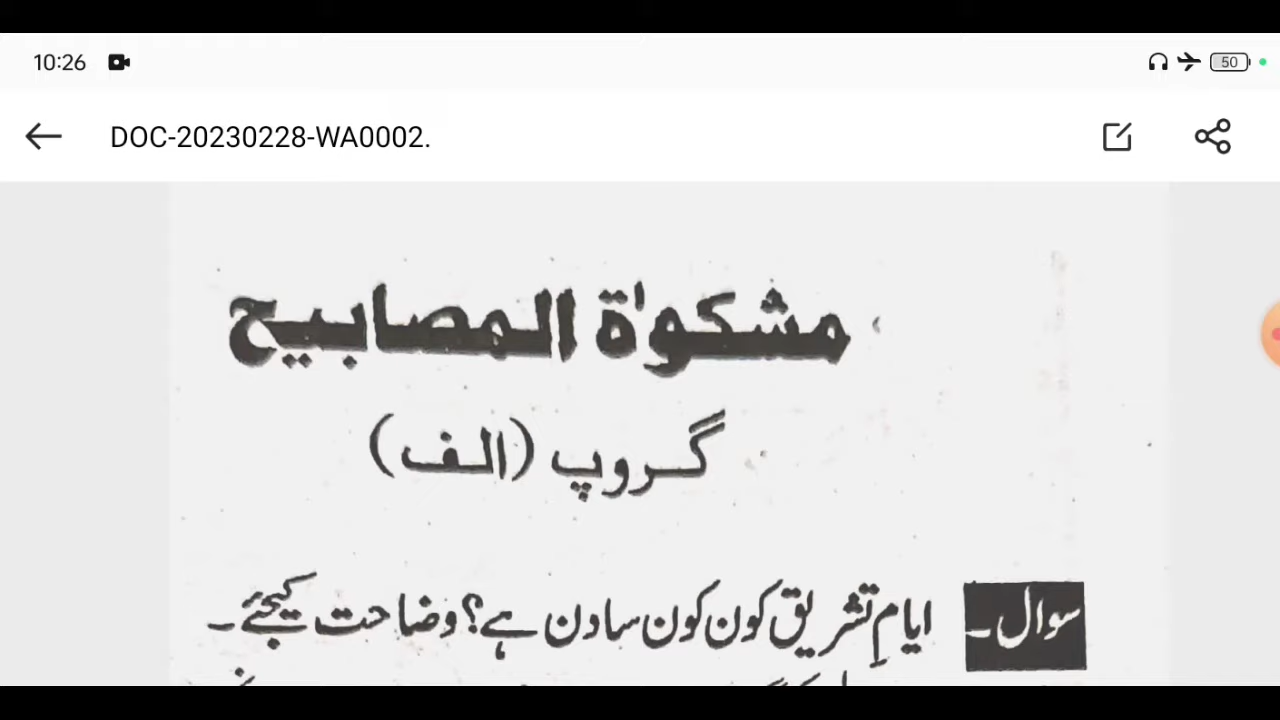 10:26
50
DOC-20230228-WA0002.
مشکوٰة المصابیح
گروپ (الف)
سوال۔ ایامِ تشریق کون کون سا دن ہے؟ وضاحت کیجئے۔